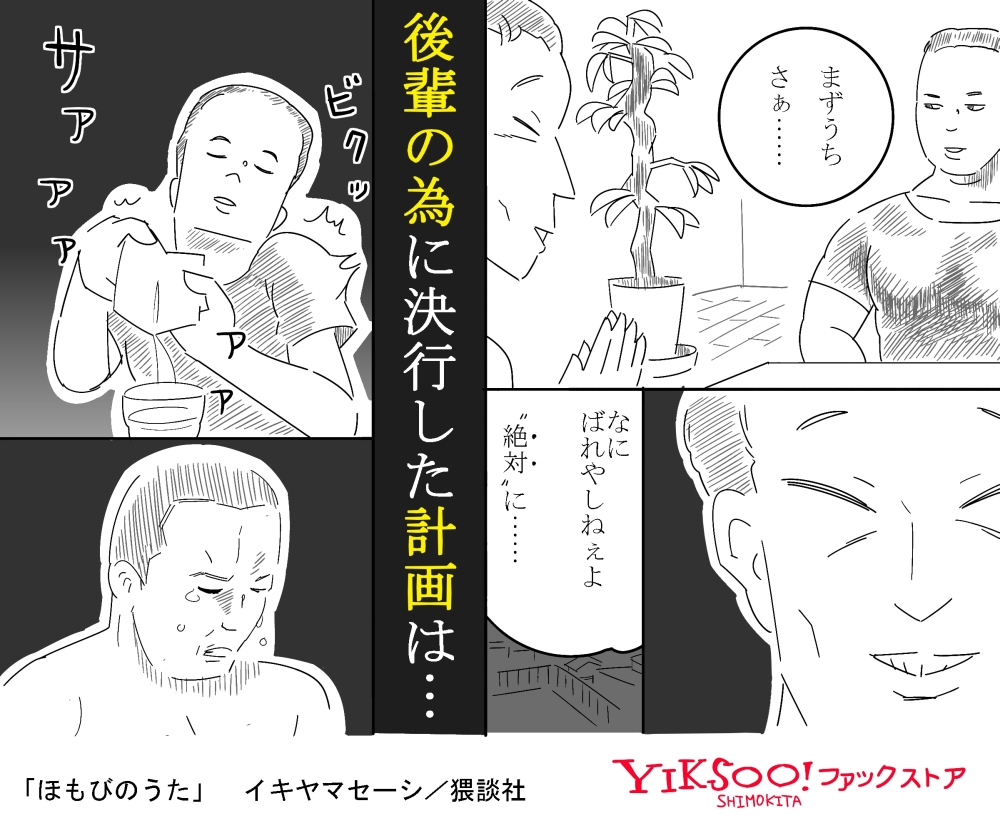 まずうち
さぁ……
後輩の為に決行した計画は…
ビクッ
サァァァァァァ
なに
ばれやしねぇよ
〝絶対〟に……
「ほもびのうた」 イキヤマセーシ／猥談社
YIKSOO!ファックストア
SHIMOKITA